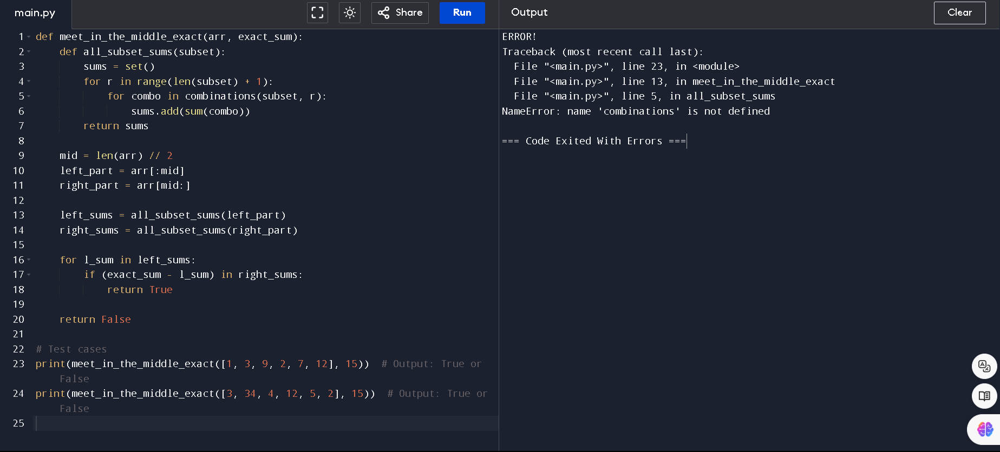 main.py
Share
Run
Output
Clear
1 def meet_in_the_middle_exact(arr, exact_sum):
2     def all_subset_sums(subset):
3         sums = set()
4         for r in range(len(subset) + 1):
5             for combo in combinations(subset, r):
6                 sums.add(sum(combo))
7         return sums
8
9     mid = len(arr) // 2
10     left_part = arr[:mid]
11     right_part = arr[mid:]
12
13     left_sums = all_subset_sums(left_part)
14     right_sums = all_subset_sums(right_part)
15
16     for l_sum in left_sums:
17         if (exact_sum - l_sum) in right_sums:
18             return True
19
20     return False
21
22 # Test cases
23 print(meet_in_the_middle_exact([1, 3, 9, 2, 7, 12], 15))  # Output: True or
    False
24 print(meet_in_the_middle_exact([3, 34, 4, 12, 5, 2], 15))  # Output: True or
    False
25
ERROR!
Traceback (most recent call last):
  File "<main.py>", line 23, in <module>
  File "<main.py>", line 13, in meet_in_the_middle_exact
  File "<main.py>", line 5, in all_subset_sums
NameError: name 'combinations' is not defined

=== Code Exited With Errors ===